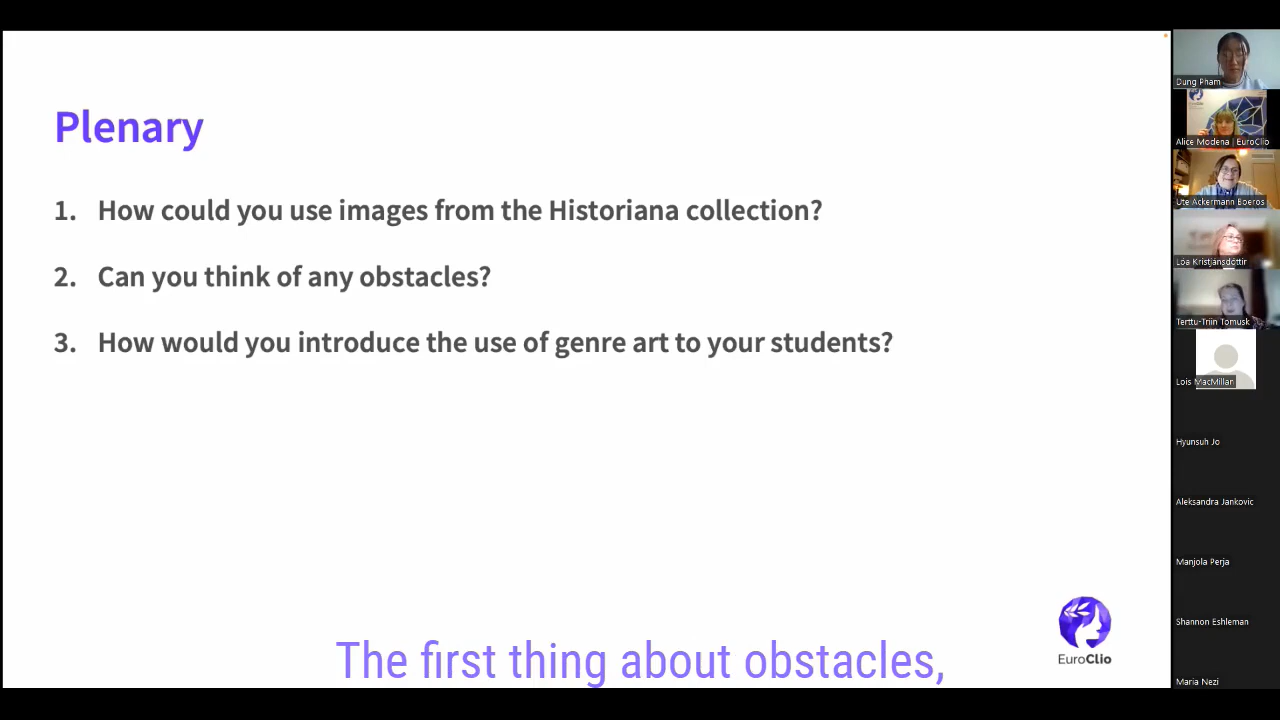 Plenary
1. How could you use images from the Historiana collection?
2. Can you think of any obstacles?
3. How would you introduce the use of genre art to your students?
The first thing about obstacles,
EuroClio
Dung Pham
EuroClio
Alice Modena | EuroClio
Ute Ackermann Boeros
Lóa Kristjánsdóttir
Terttu-Triin Tomusk
Lois MacMillan
Hyunsuh Jo
Aleksandra Jankovic
Manjola Perja
Shannon Eshleman
Maria Nezi